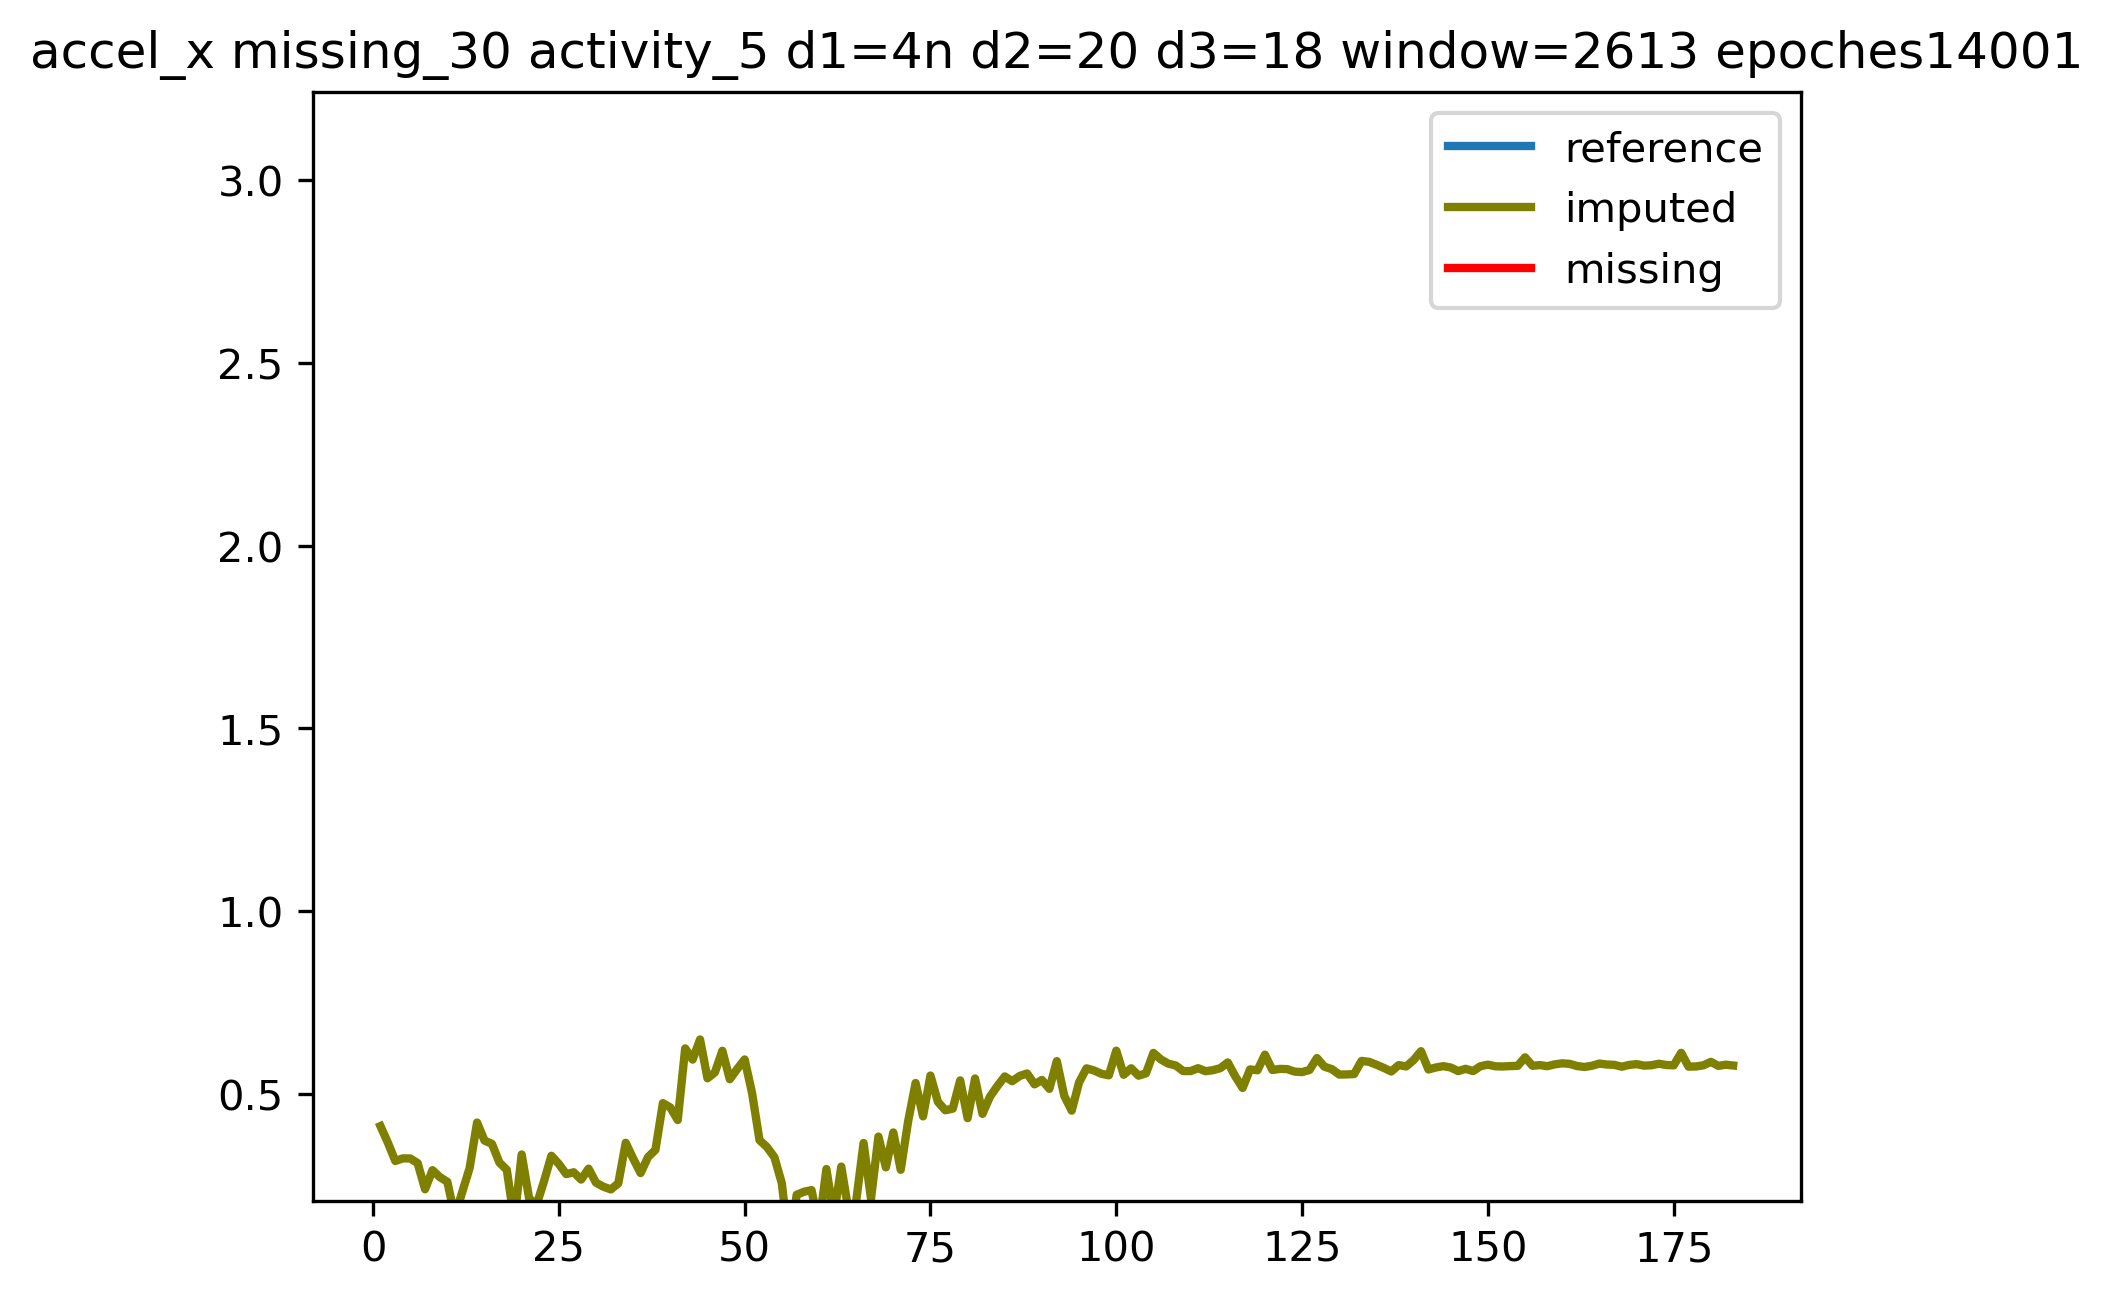 accel_x missing_30 activity_5 d1=4n d2=20 d3=18 window=2613 epoches14001
reference
imputed
missing
3.0
2.5
2.0
1.5
1.0
0.5
0 25 50 75 100 125 150 175